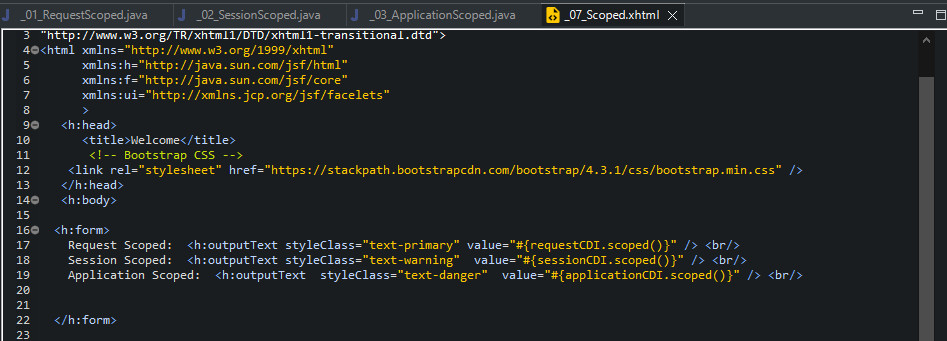 _01_RequestScoped.java
_02_SessionScoped.java
_03_ApplicationScoped.java
_07_Scoped.xhtml
3 "http://www.w3.org/TR/xhtml1/DTD/xhtml1-transitional.dtd">
4 <html xmlns="http://www.w3.org/1999/xhtml"
5 xmlns:h="http://java.sun.com/jsf/html"
6 xmlns:f="http://java.sun.com/jsf/core"
7 xmlns:ui="http://xmlns.jcp.org/jsf/facelets"
8 >
9 <h:head>
10 <title>Welcome</title>
11 <!-- Bootstrap CSS -->
12 <link rel="stylesheet" href="https://stackpath.bootstrapcdn.com/bootstrap/4.3.1/css/bootstrap.min.css" />
13 </h:head>
14 <h:body>
15
16 <h:form>
17 Request Scoped:  <h:outputText styleClass="text-primary" value="#{requestCDI.scoped()}" /> <br/>
18 Session Scoped:  <h:outputText styleClass="text-warning"  value="#{sessionCDI.scoped()}" /> <br/>
19 Application Scoped:  <h:outputText  styleClass="text-danger"  value="#{applicationCDI.scoped()}" /> <br/>
20
21
22 </h:form>
23